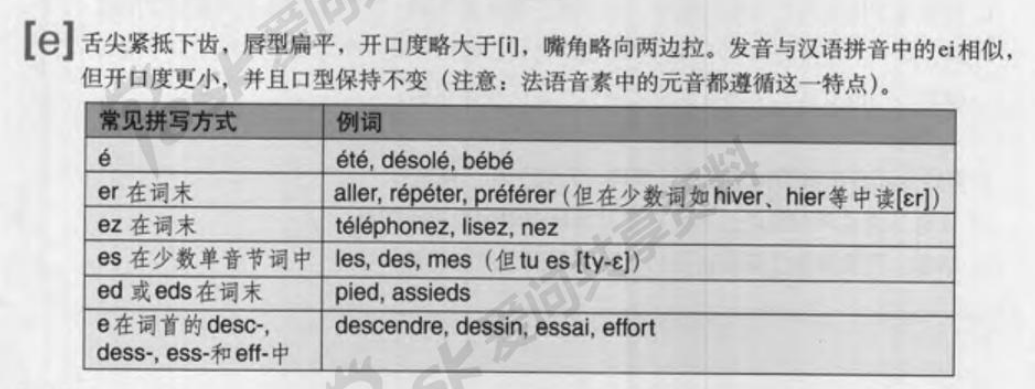 [e] 舌尖紧抵下齿，唇型扁平，开口度略大于[i]，嘴角略向两边拉。发音与汉语拼音中的ei相似，
但开口度更小，并且口型保持不变（注意：法语音素中的元音都遵循这一特点）。
常见拼写方式 例词
é été, désolé, bébé
er 在词末 aller, répéter, préférer (但在少数词如hiver、hier等中读[εr])
ez 在词末 téléphonez, lisez, nez
es 在少数单音节词中 les, des, mes（但tu es [ty-ε]）
ed 或eds在词末 pied, assieds
e在词首的desc-, descendre, dessin, essai, effort
dess-, ess-和eff-中
爱问共享资料